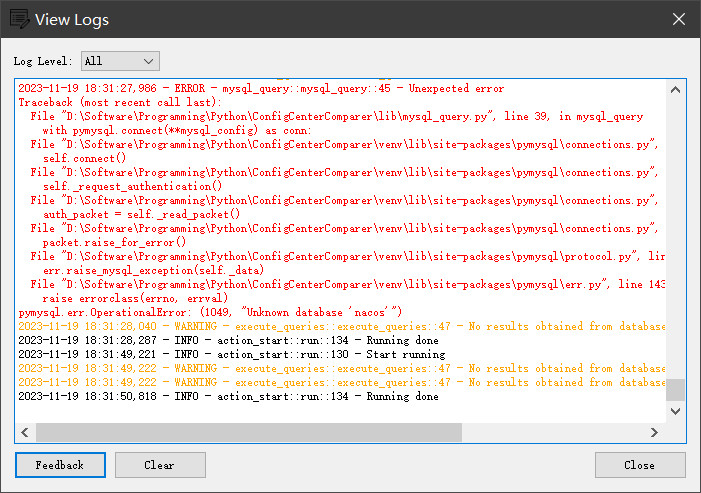 View Logs
Log Level: All
2023-11-19 18:31:27,986 - ERROR - mysql_query::mysql_query::45 - Unexpected error
Traceback (most recent call last):
File "D:\Software\Programming\Python\ConfigCenterComparer\lib\mysql_query.py", line 39, in mysql_query
with pymysql.connect(**mysql_config) as conn:
File "D:\Software\Programming\Python\ConfigCenterComparer\venv\lib\site-packages\pymysql\connections.py",
self.connect()
File "D:\Software\Programming\Python\ConfigCenterComparer\venv\lib\site-packages\pymysql\connections.py",
self._request_authentication()
File "D:\Software\Programming\Python\ConfigCenterComparer\venv\lib\site-packages\pymysql\connections.py",
auth_packet = self._read_packet()
File "D:\Software\Programming\Python\ConfigCenterComparer\venv\lib\site-packages\pymysql\connections.py",
packet.raise_for_error()
File "D:\Software\Programming\Python\ConfigCenterComparer\venv\lib\site-packages\pymysql\protocol.py", lin
err.raise_mysql_exception(self._data)
File "D:\Software\Programming\Python\ConfigCenterComparer\venv\lib\site-packages\pymysql\err.py", line 143
raise errorclass(errno, errval)
pymysql.err.OperationalError: (1049, "Unknown database 'nacos'")
2023-11-19 18:31:28,040 - WARNING - execute_queries::execute_queries::47 - No results obtained from database
2023-11-19 18:31:28,287 - INFO - action_start::run::134 - Running done
2023-11-19 18:31:49,221 - INFO - action_start::run::130 - Start running
2023-11-19 18:31:49,222 - WARNING - execute_queries::execute_queries::47 - No results obtained from database
2023-11-19 18:31:49,222 - WARNING - execute_queries::execute_queries::47 - No results obtained from database
2023-11-19 18:31:50,818 - INFO - action_start::run::134 - Running done
Feedback Clear Close